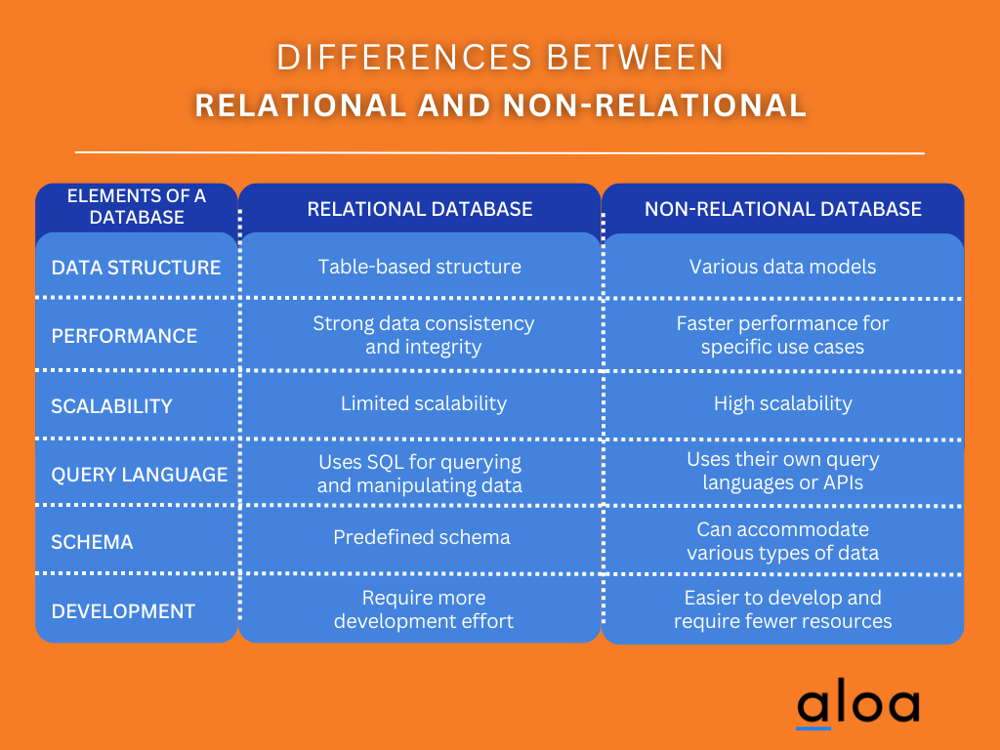 DIFFERENCES BETWEEN
RELATIONAL AND NON-RELATIONAL
ELEMENTS OF A
DATABASE
RELATIONAL DATABASE
NON-RELATIONAL DATABASE
DATA STRUCTURE
Table-based structure
Various data models
PERFORMANCE
Strong data consistency
and integrity
Faster performance for
specific use cases
SCALABILITY
Limited scalability
High scalability
QUERY LANGUAGE
Uses SQL for querying
and manipulating data
Uses their own query
languages or APIs
SCHEMA
Predefined schema
Can accommodate
various types of data
DEVELOPMENT
Require more
development effort
Easier to develop and
require fewer resources
aloa